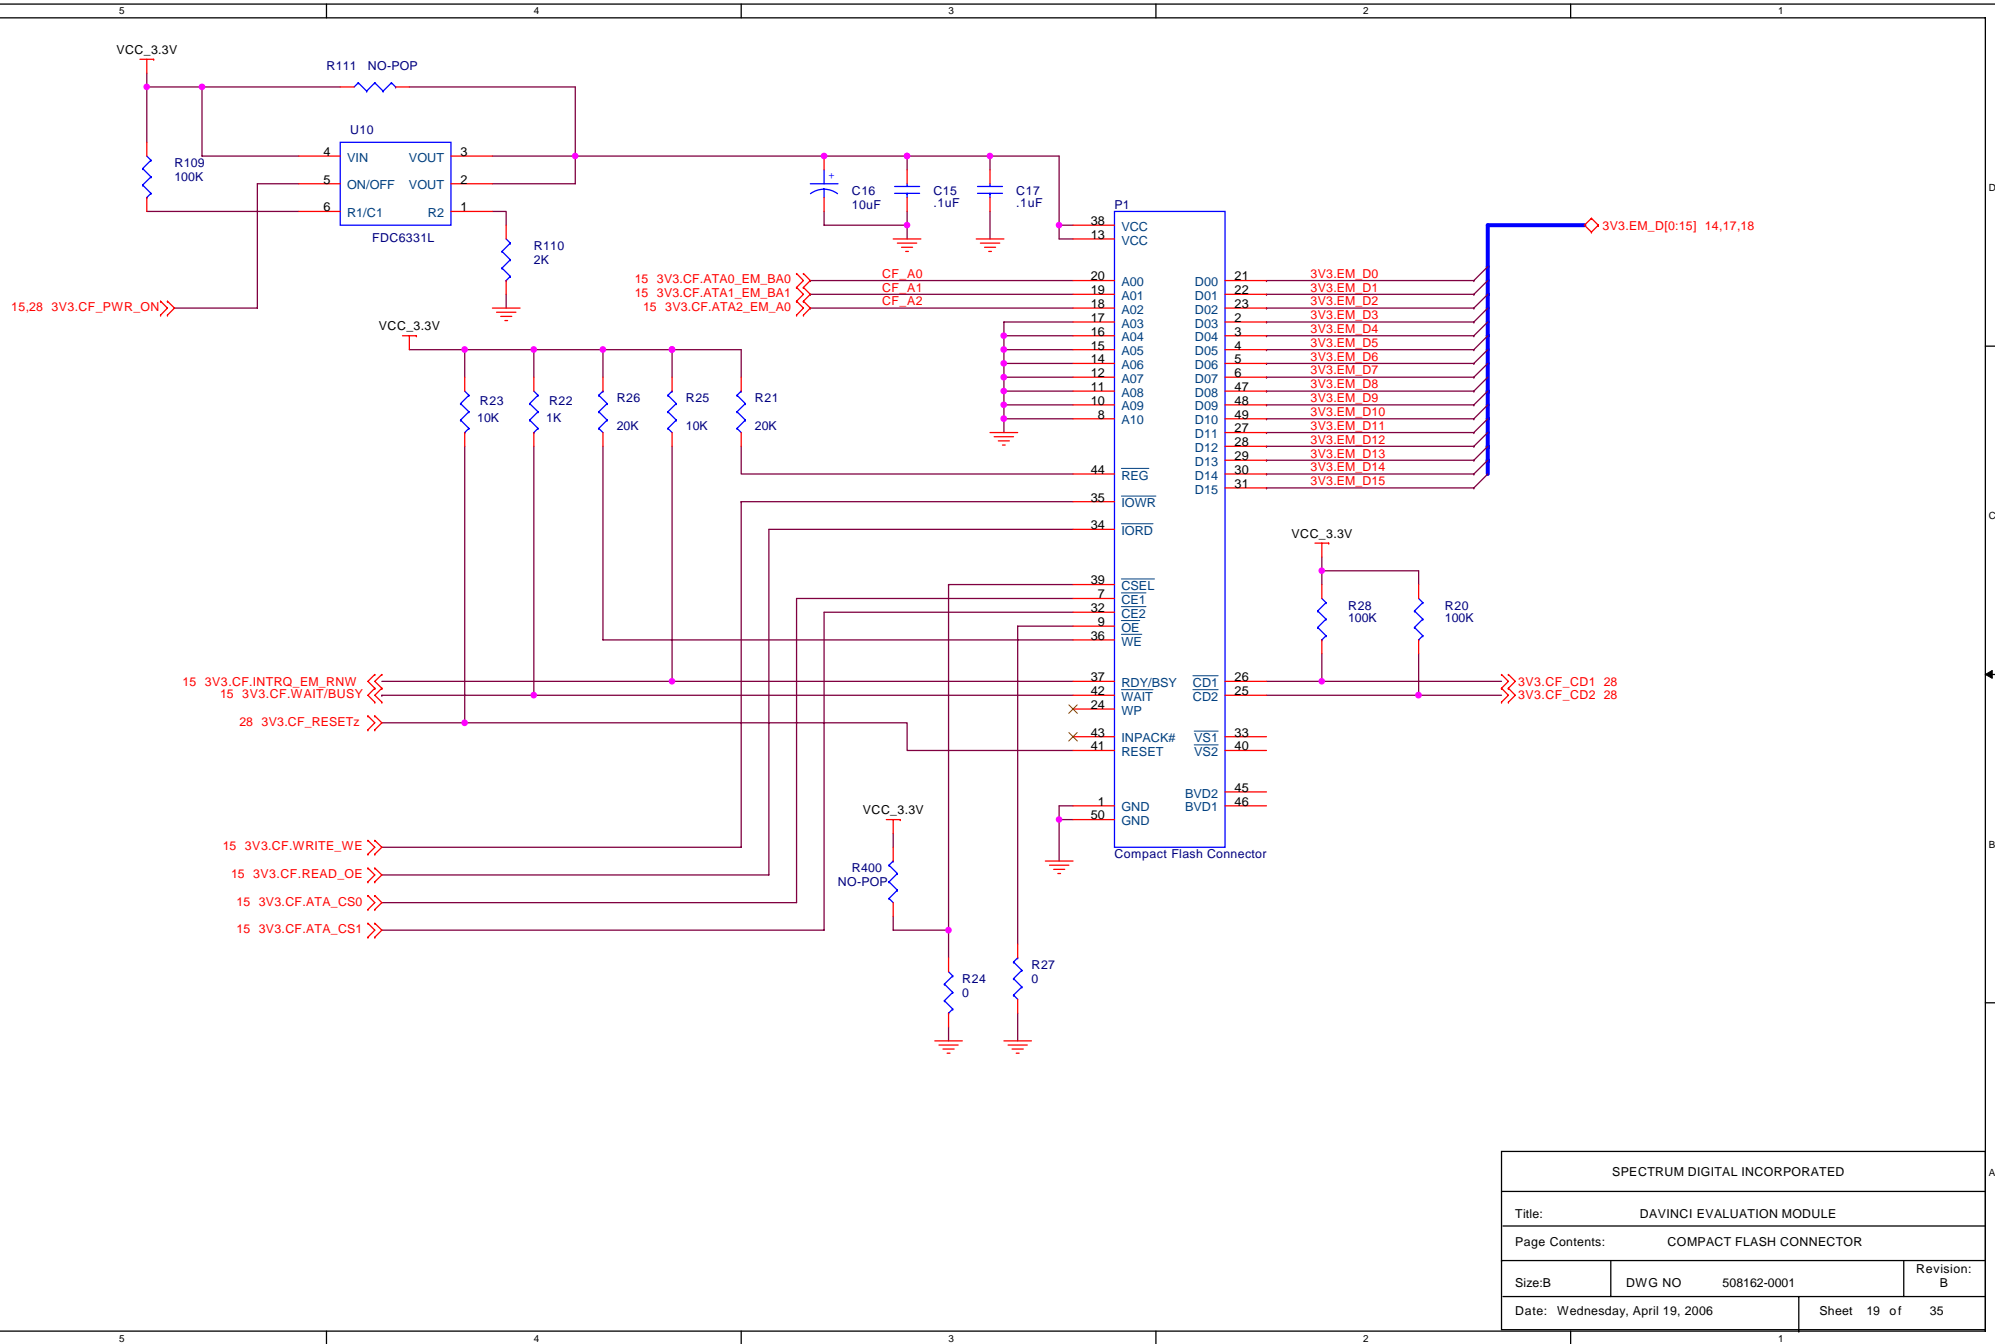 5 4 3 2 1
VCC_3.3V
R111 NO-POP
U10
4 VIN VOUT 3
5 ON/OFF VOUT 2
6 R1/C1 R2 1
FDC6331L
R109
100K
R110
2K
15,28 3V3.CF_PWR_ON
C16
10uF
C15
.1uF
C17
.1uF
P1
38 VCC
13 VCC
15 3V3.CF.ATA0_EM_BA0 CF_A0 20 A00
15 3V3.CF.ATA1_EM_BA1 CF_A1 19 A01
15 3V3.CF.ATA2_EM_A0 CF_A2 18 A02
17 A03
16 A04
15 A05
14 A06
12 A07
11 A08
10 A09
8 A10
D00 21 3V3.EM_D0
D01 22 3V3.EM_D1
D02 23 3V3.EM_D2
D03 2 3V3.EM_D3
D04 3 3V3.EM_D4
D05 4 3V3.EM_D5
D06 5 3V3.EM_D6
D07 6 3V3.EM_D7
D08 47 3V3.EM_D8
D09 48 3V3.EM_D9
D10 49 3V3.EM_D10
D11 27 3V3.EM_D11
D12 28 3V3.EM_D12
D13 29 3V3.EM_D13
D14 30 3V3.EM_D14
D15 31 3V3.EM_D15
3V3.EM_D[0:15] 14,17,18
VCC_3.3V
R23
10K
R22
1K
R26
20K
R25
10K
R21
20K
44 REG
35 IOWR
34 IORD
39 CSEL
7 CE1
32 CE2
9 OE
36 WE
VCC_3.3V
R28
100K
R20
100K
15 3V3.CF.INTRQ_EM_RNW 37 RDY/BSY CD1 26 3V3.CF_CD1 28
15 3V3.CF.WAIT/BUSY 42 WAIT CD2 25 3V3.CF_CD2 28
24 WP
28 3V3.CF_RESETz
43 INPACK# VS1 33
41 RESET VS2 40
BVD2 45
1 GND BVD1 46
50 GND
Compact Flash Connector
VCC_3.3V
R400
NO-POP
15 3V3.CF.WRITE_WE
15 3V3.CF.READ_OE
15 3V3.CF.ATA_CS0
15 3V3.CF.ATA_CS1
R24
0
R27
0
D
C
B
A
SPECTRUM DIGITAL INCORPORATED
Title: DAVINCI EVALUATION MODULE
Page Contents: COMPACT FLASH CONNECTOR
Size:B DWG NO 508162-0001 Revision: B
Date: Wednesday, April 19, 2006 Sheet 19 of 35
5 4 3 2 1